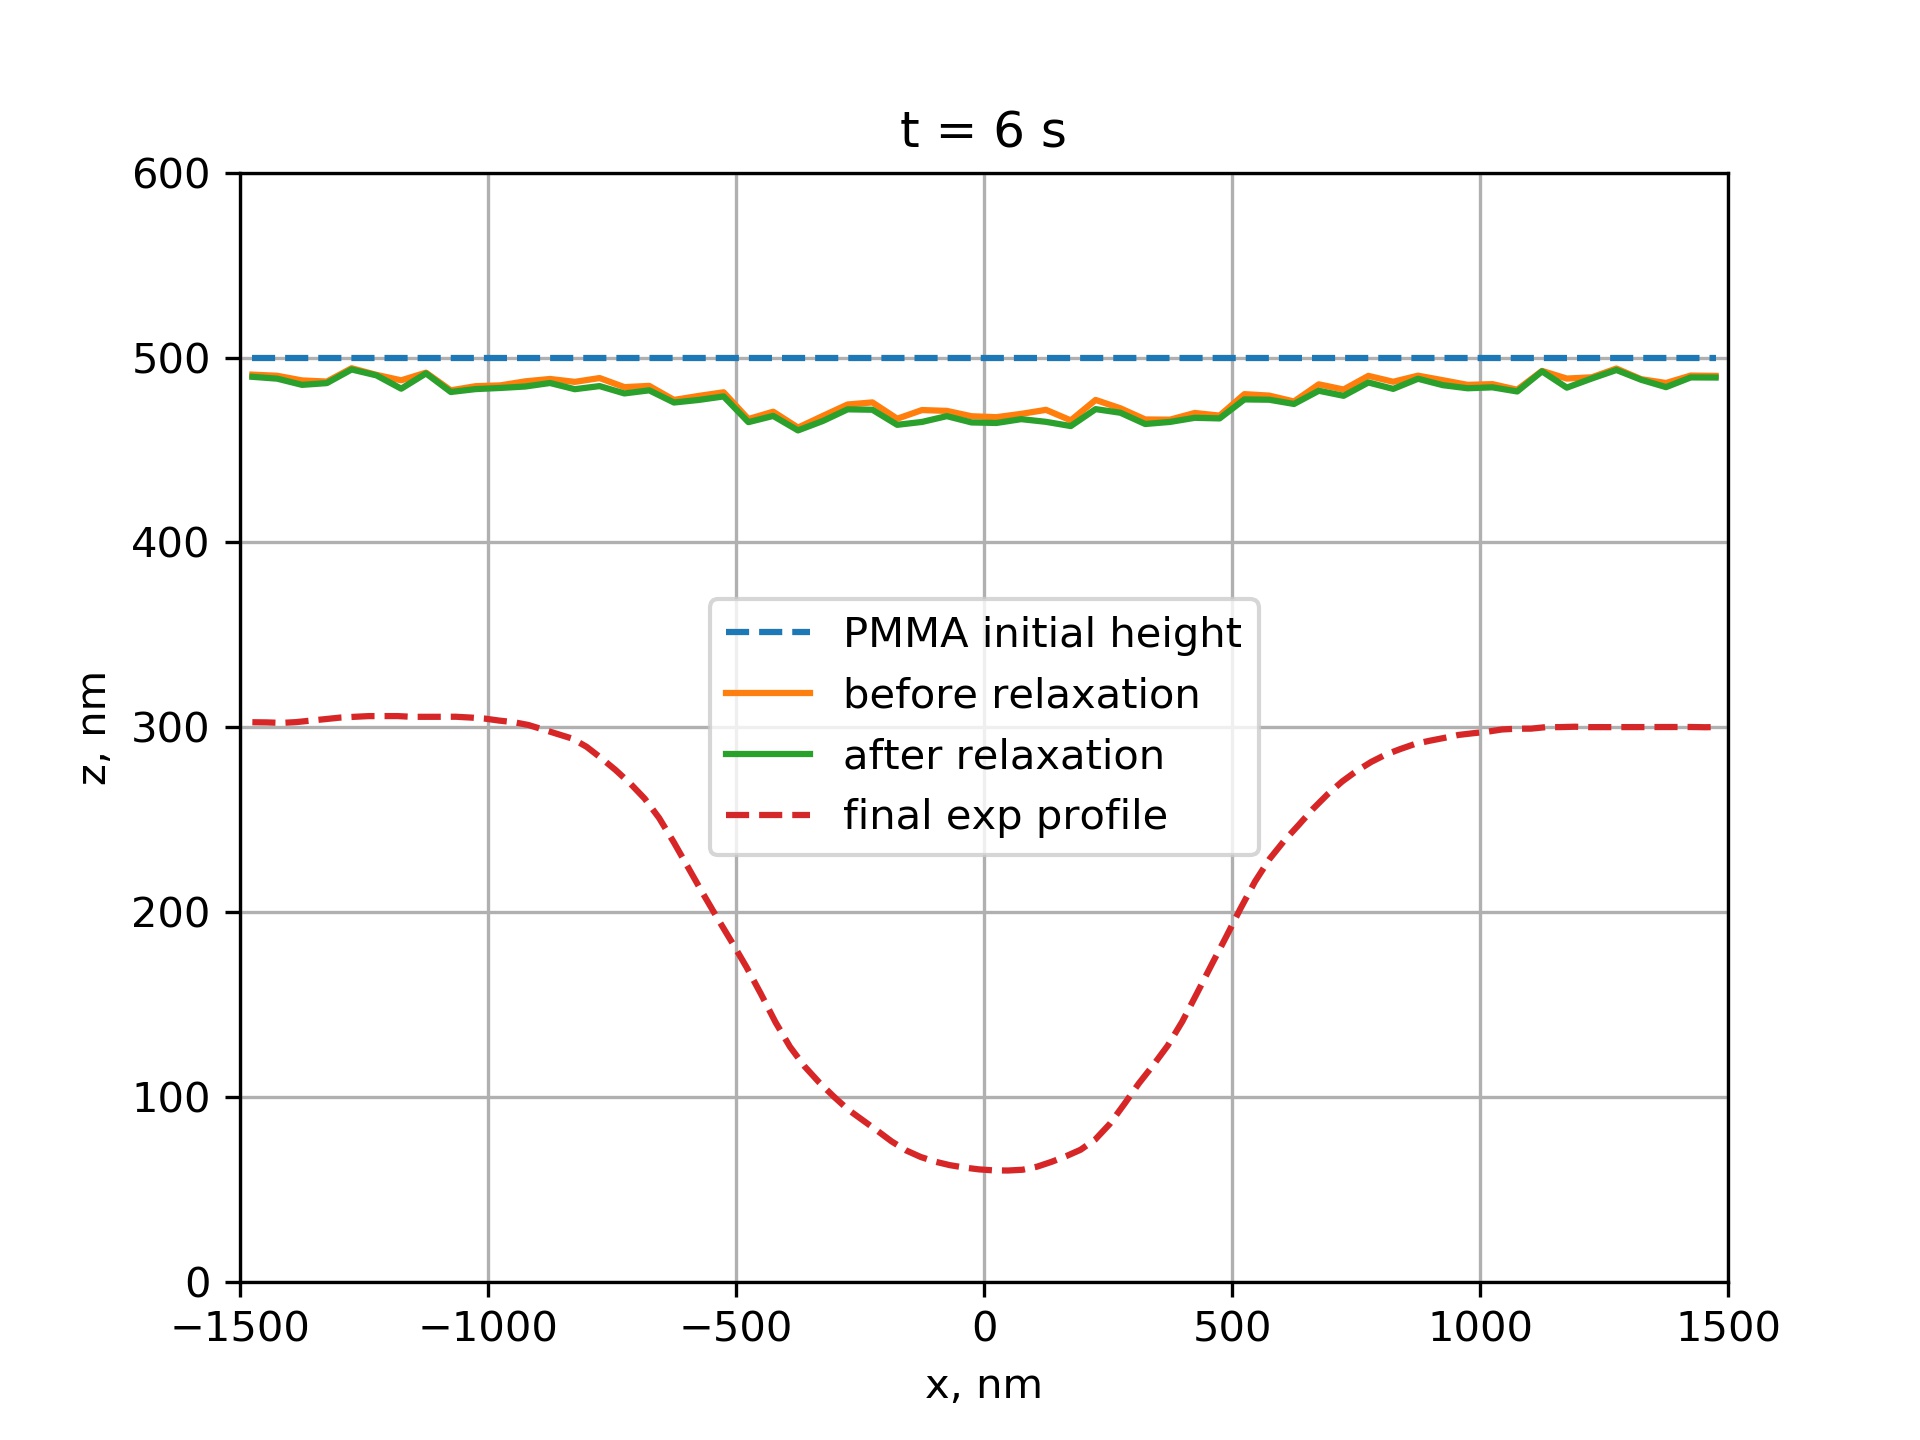 t = 6 s
600
500
400
300
200
100
0
z, nm
PMMA initial height
before relaxation
after relaxation
final exp profile
−1500 −1000 −500 0 500 1000 1500
x, nm